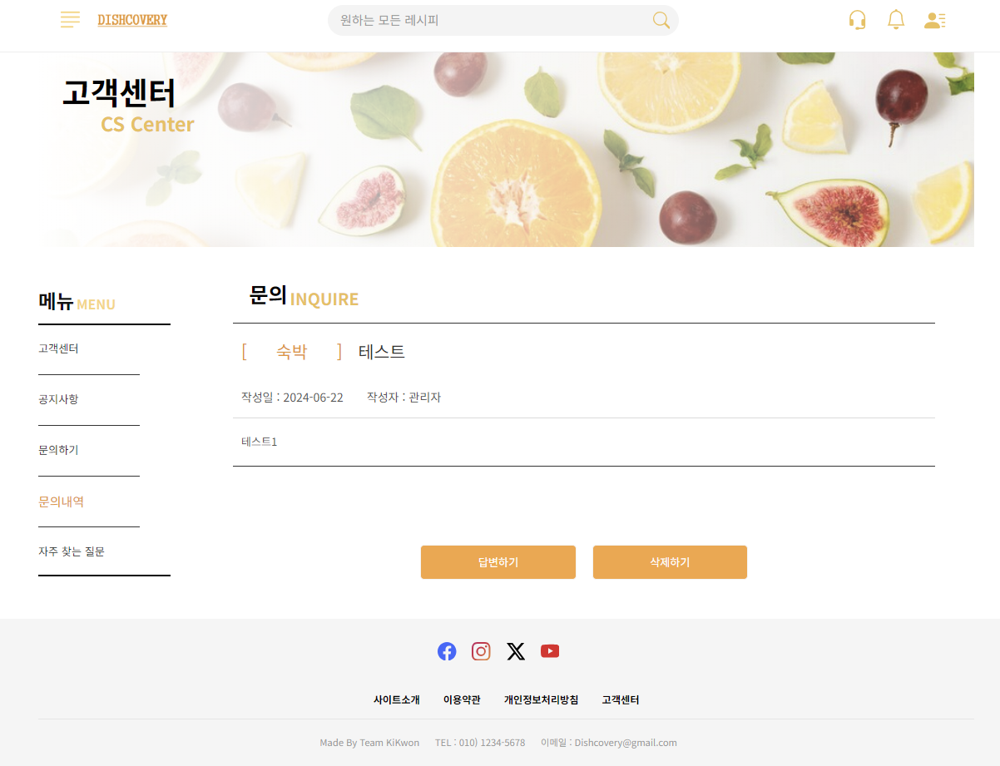 DISHCOVERY
원하는 모든 레시피
고객센터
CS Center
메뉴 MENU
고객센터
공지사항
문의하기
문의내역
자주 찾는 질문
문의 INQUIRE
[ 숙박 ] 테스트
작성일 : 2024-06-22 작성자 : 관리자
테스트1
답변하기 삭제하기
사이트소개 이용약관 개인정보처리방침 고객센터
Made By Team KiKwon TEL : 010) 1234-5678 이메일 : Dishcovery@gmail.com